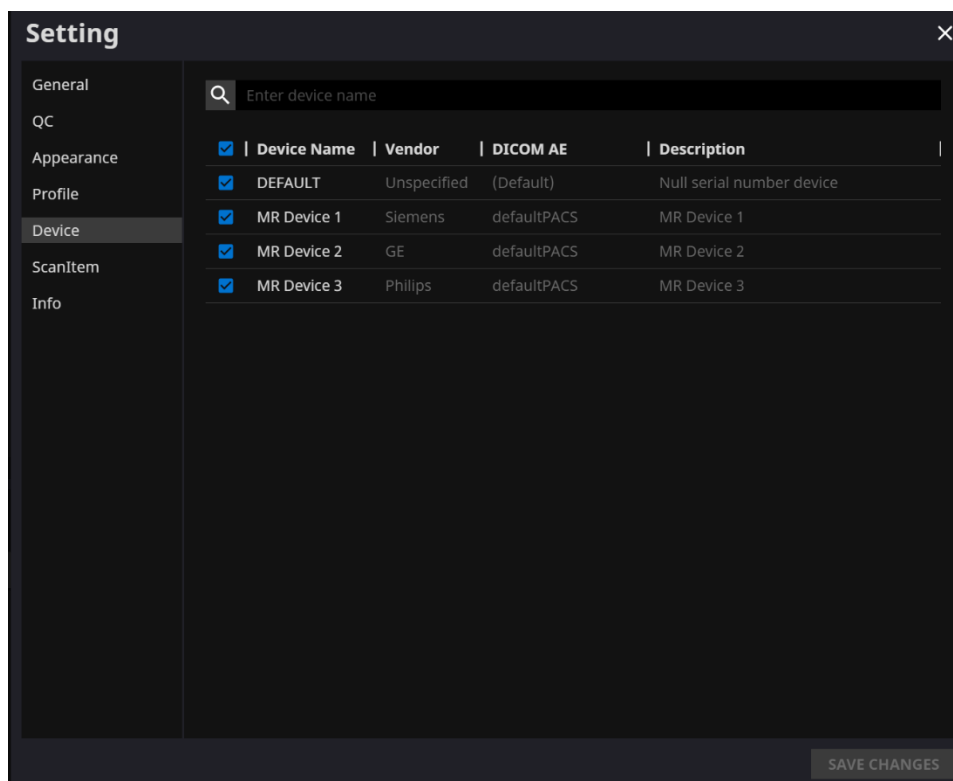 Setting
General
QC
Appearance
Profile
Device
ScanItem
Info
Enter device name
Device Name Vendor DICOM AE Description
DEFAULT Unspecified (Default) Null serial number device
MR Device 1 Siemens defaultPACS MR Device 1
MR Device 2 GE defaultPACS MR Device 2
MR Device 3 Philips defaultPACS MR Device 3
SAVE CHANGES